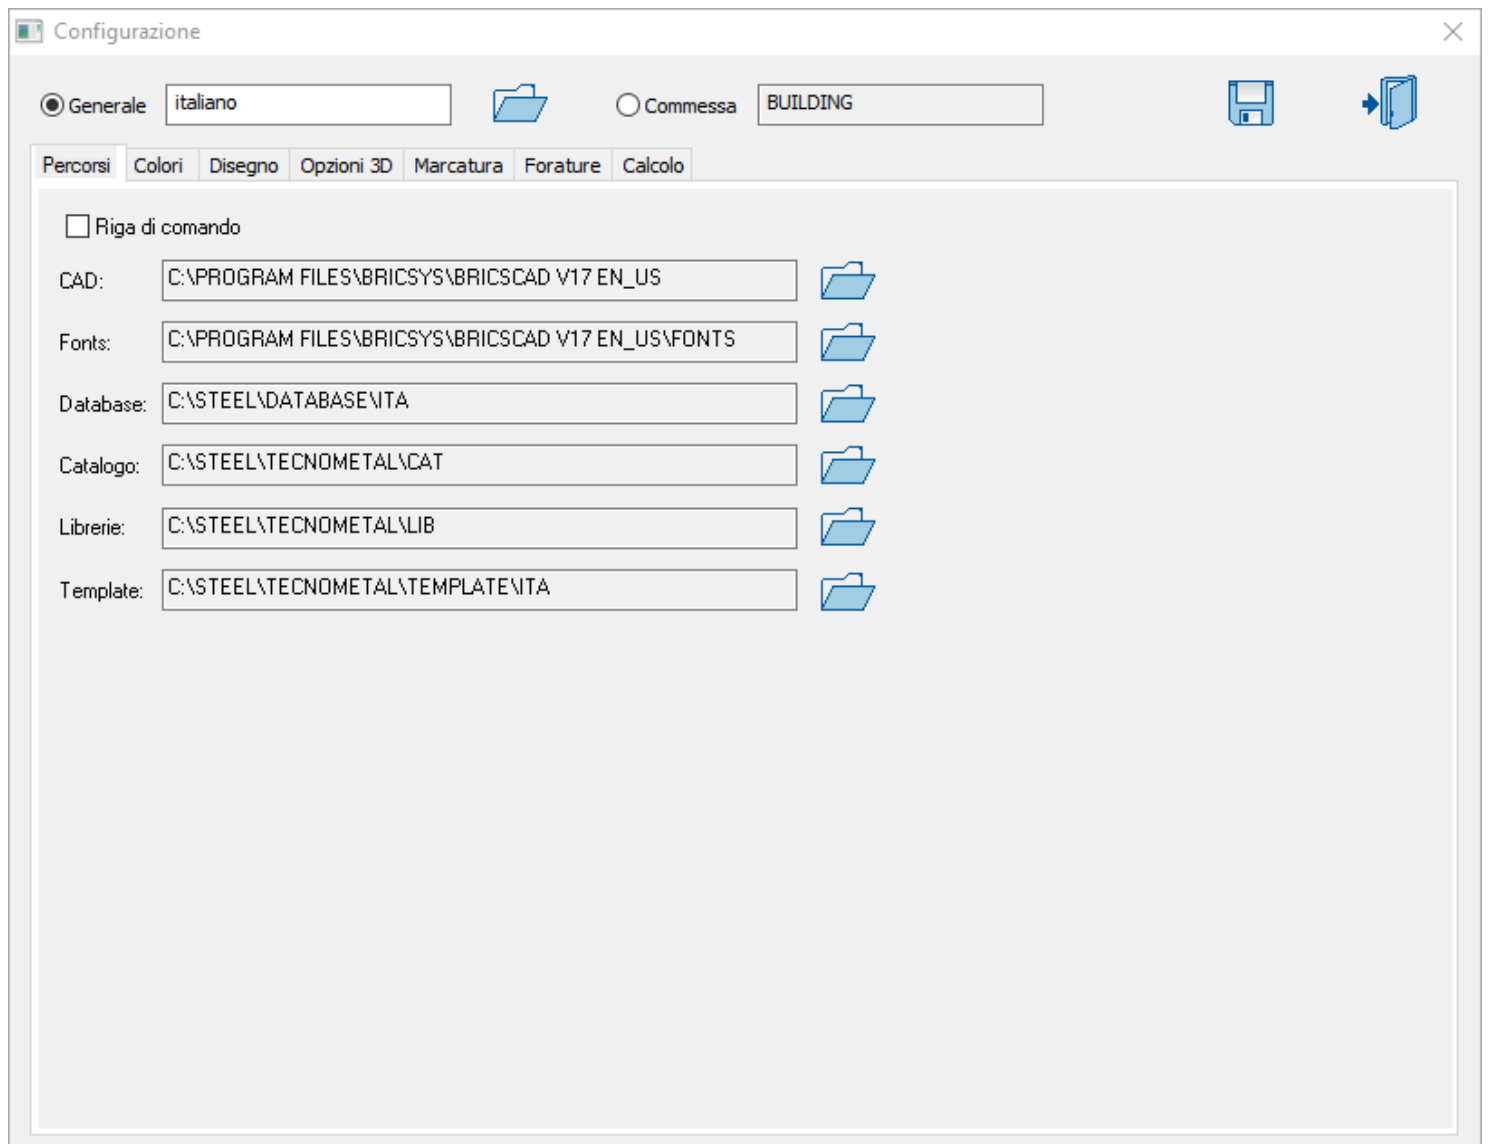 Configurazione
Generale italiano Commessa BUILDING
Percorsi Colori Disegno Opzioni 3D Marcatura Forature Calcolo
Riga di comando
CAD: C:\PROGRAM FILES\BRICSYS\BRICSCAD V17 EN_US
Fonts: C:\PROGRAM FILES\BRICSYS\BRICSCAD V17 EN_US\FONTS
Database: C:\STEEL\DATABASE\ITA
Catalogo: C:\STEEL\TECNOMETAL\CAT
Librerie: C:\STEEL\TECNOMETAL\LIB
Template: C:\STEEL\TECNOMETAL\TEMPLATE\ITA